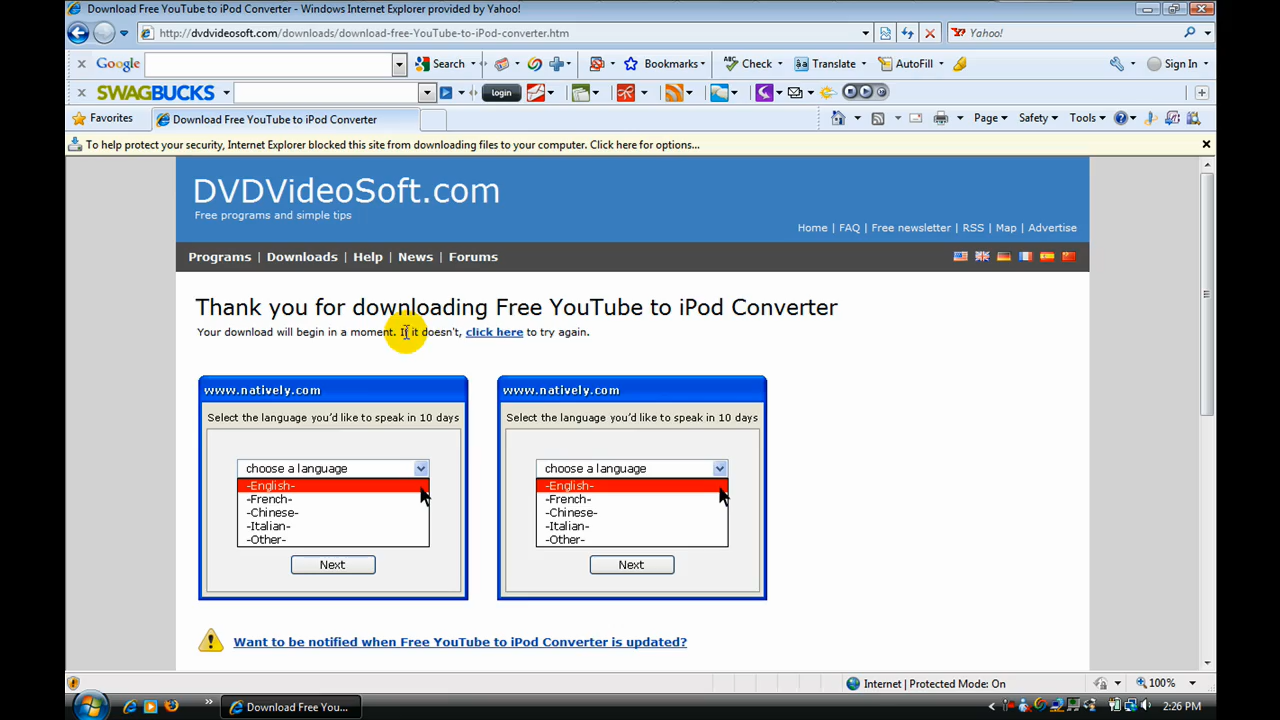 Download Free YouTube to iPod Converter - Windows Internet Explorer provided by Yahoo!
http://dvdvideosoft.com/downloads/download-free-YouTube-to-iPod-converter.htm
Yahoo!
Google
Search
Bookmarks
Check
Translate
AutoFill
Sign In
SWAGBUCKS
login
Favorites
Download Free YouTube to iPod Converter
Page
Safety
Tools
To help protect your security, Internet Explorer blocked this site from downloading files to your computer. Click here for options...
DVDVideoSoft.com
Free programs and simple tips
Home | FAQ | Free newsletter | RSS | Map | Advertise
Programs | Downloads | Help | News | Forums
Thank you for downloading Free YouTube to iPod Converter
Your download will begin in a moment. If it doesn't, click here to try again.
www.natively.com
Select the language you'd like to speak in 10 days
choose a language
-English-
-French-
-Chinese-
-Italian-
-Other-
Next
www.natively.com
Select the language you'd like to speak in 10 days
choose a language
-English-
-French-
-Chinese-
-Italian-
-Other-
Next
Want to be notified when Free YouTube to iPod Converter is updated?
Internet | Protected Mode: On
100%
Download Free You...
2:26 PM